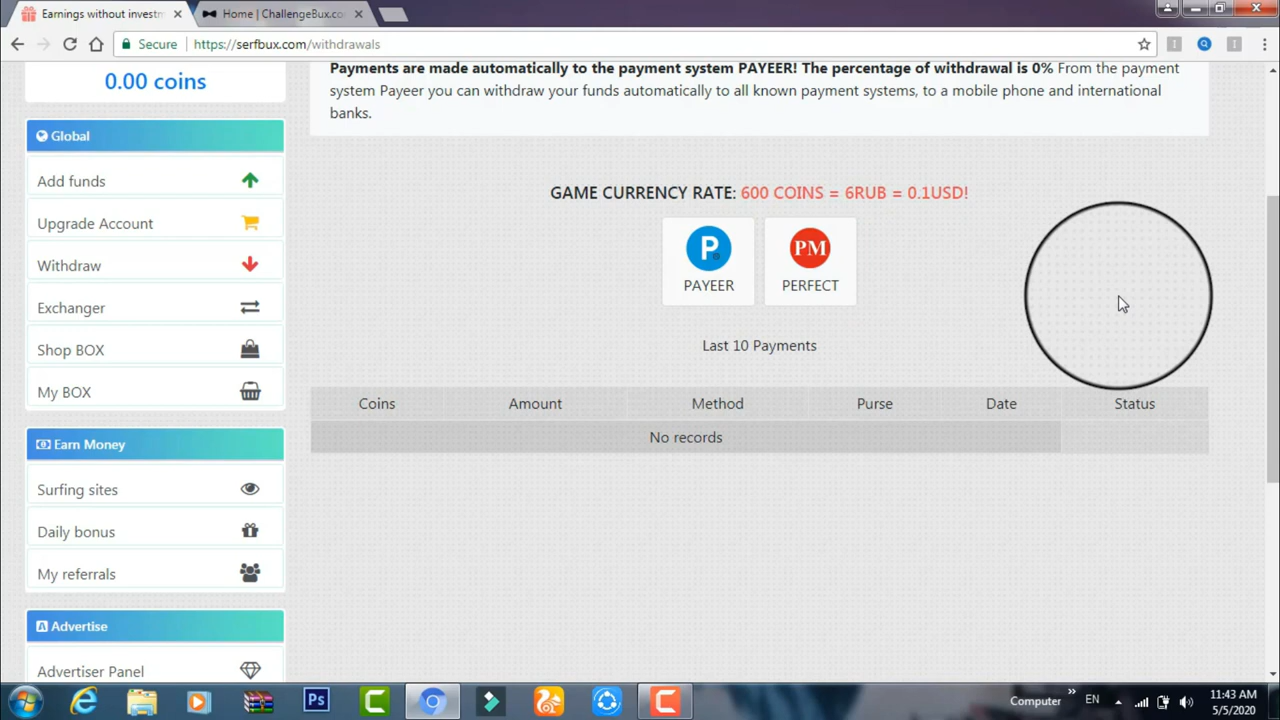 Earnings without investm
Home | ChallengeBux.co
Secure
https://serfbux.com/withdrawals
0.00 coins
Payments are made automatically to the payment system PAYEER! The percentage of withdrawal is 0% From the payment
system Payeer you can withdraw your funds automatically to all known payment systems, to a mobile phone and international
banks.
Global
Add funds
Upgrade Account
Withdraw
Exchanger
Shop BOX
My BOX
GAME CURRENCY RATE: 600 COINS = 6RUB = 0.1USD!
P
PAYEER
PM
PERFECT
Last 10 Payments
Coins Amount Method Purse Date Status
No records
Earn Money
Surfing sites
Daily bonus
My referrals
Advertise
Advertiser Panel
Ps
Computer
EN
11:43 AM
5/5/2020